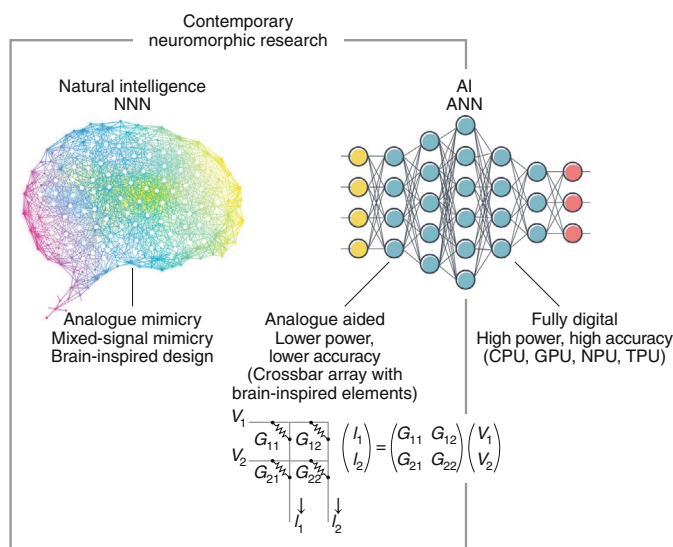 Contemporary
neuromorphic research
Natural intelligence
NNN
AI
ANN
Analogue mimicry
Mixed-signal mimicry
Brain-inspired design
Analogue aided
Lower power,
lower accuracy
(Crossbar array with
brain-inspired elements)
Fully digital
High power, high accuracy
(CPU, GPU, NPU, TPU)
V1
G11 G12
V2
G21 G22
I1 I2
(I1 I2) = (G11 G12 G21 G22) (V1 V2)